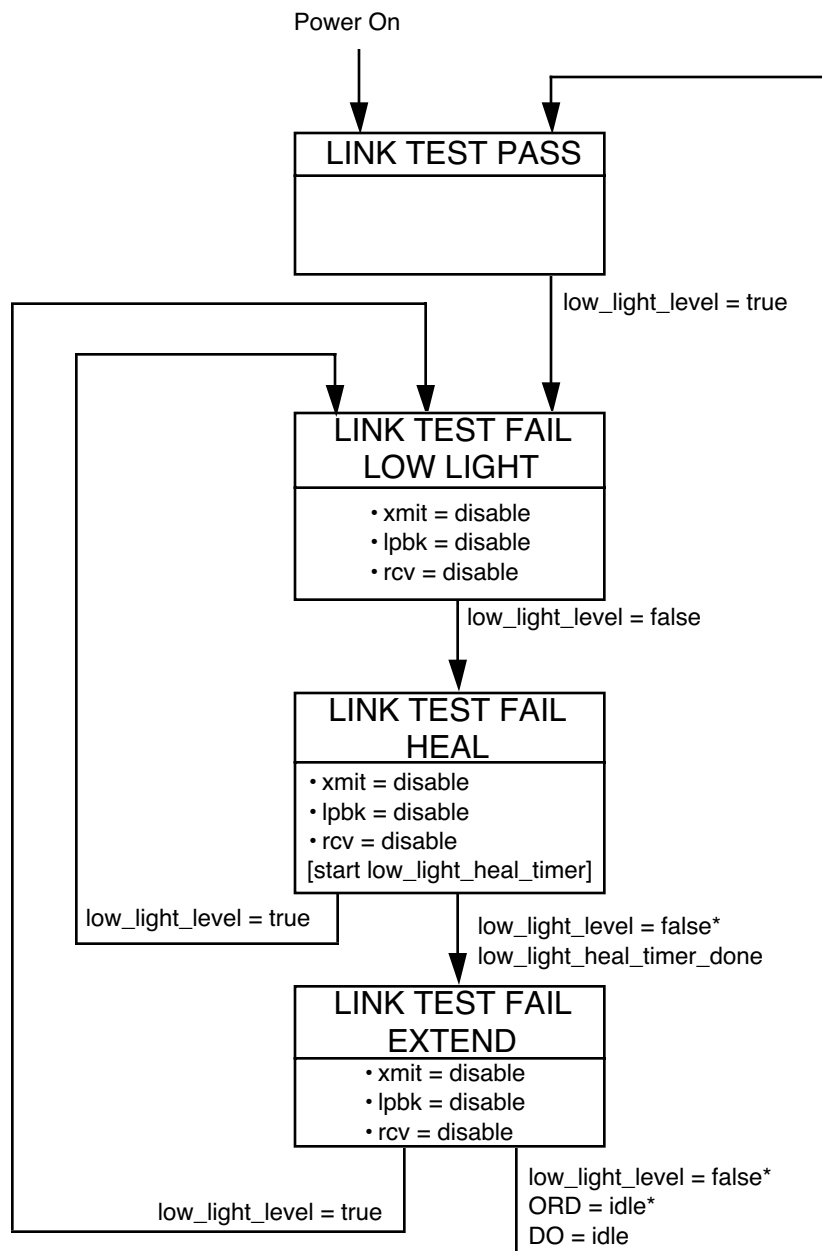 Power On
LINK TEST PASS
low_light_level = true
LINK TEST FAIL
LOW LIGHT
• xmit = disable
• lpbk = disable
• rcv = disable
low_light_level = false
LINK TEST FAIL
HEAL
• xmit = disable
• lpbk = disable
• rcv = disable
[start low_light_heal_timer]
low_light_level = true
low_light_level = false*
low_light_heal_timer_done
LINK TEST FAIL
EXTEND
• xmit = disable
• lpbk = disable
• rcv = disable
low_light_level = true
low_light_level = false*
ORD = idle*
DO = idle